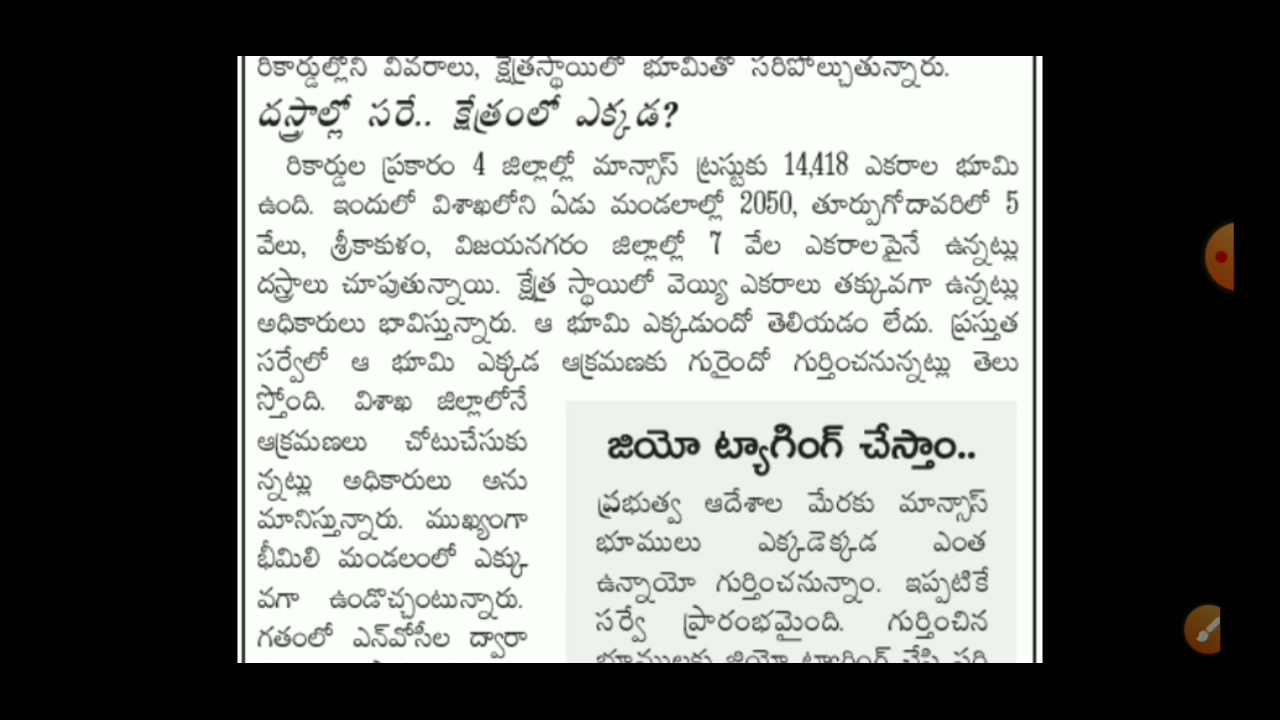 రికార్డుల్లోని వివరాలు, క్షేత్రస్థాయిలో భూమితో సరిపోల్చుతున్నారు.
దస్త్రాల్లో సరే.. క్షేత్రంలో ఎక్కడ?
రికార్డుల ప్రకారం 4 జిల్లాల్లో మాన్సాస్ ట్రస్టుకు 14,418 ఎకరాల భూమి
ఉంది. ఇందులో విశాఖలోని ఏడు మండలాల్లో 2050, తూర్పుగోదావరిలో 5
వేలు, శ్రీకాకుళం, విజయనగరం జిల్లాల్లో 7 వేల ఎకరాలపైనే ఉన్నట్లు
దస్త్రాలు చూపుతున్నాయి. క్షేత్ర స్థాయిలో వెయ్యి ఎకరాలు తక్కువగా ఉన్నట్లు
అధికారులు భావిస్తున్నారు. ఆ భూమి ఎక్కడుందో తెలియడం లేదు. ప్రస్తుత
సర్వేలో ఆ భూమి ఎక్కడ ఆక్రమణకు గురైందో గుర్తించనున్నట్లు తెలు
స్తోంది. విశాఖ జిల్లాలోనే
ఆక్రమణలు చోటుచేసుకు
న్నట్లు అధికారులు అను
మానిస్తున్నారు. ముఖ్యంగా
భీమిలి మండలంలో ఎక్కు
వగా ఉండొచ్చంటున్నారు.
గతంలో ఎన్‌వోసీల ద్వారా
జియో ట్యాగింగ్ చేస్తాం..
ప్రభుత్వ ఆదేశాల మేరకు మాన్సాస్
భూములు ఎక్కడెక్కడ ఎంత
ఉన్నాయో గుర్తించనున్నాం. ఇప్పటికే
సర్వే ప్రారంభమైంది. గుర్తించిన
భూములకు జియో ట్యాగింగ్ చేసి సరి